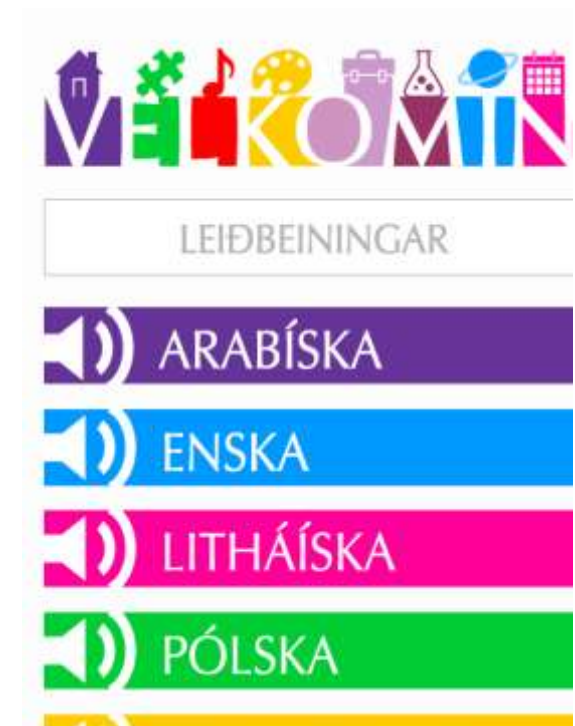 VELKOMIN
LEIÐBEININGAR
ARABÍSKA
ENSKA
LITHÁÍSKA
PÓLSKA